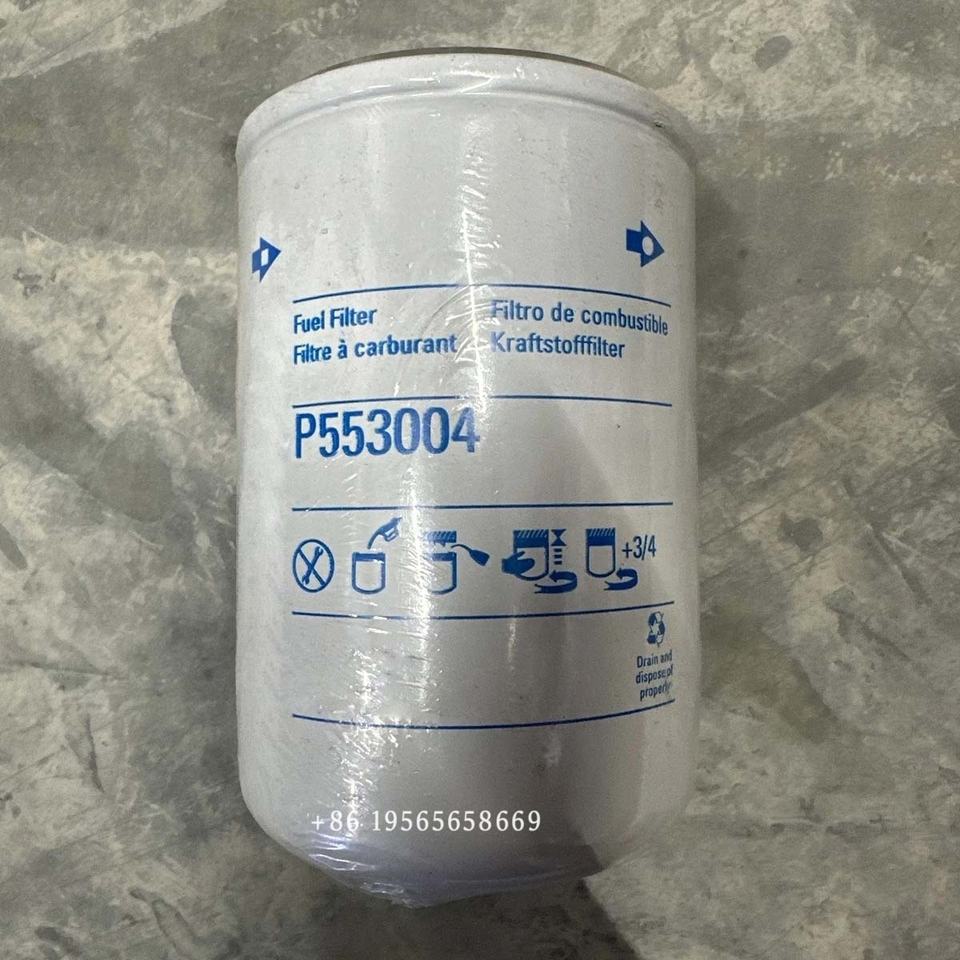 Fuel Filter
Filtre à carburant
Filtro de combustible
Kraftstofffilter
P553004
+3/4
Drain and
dispose of
properly
+86 19565658669